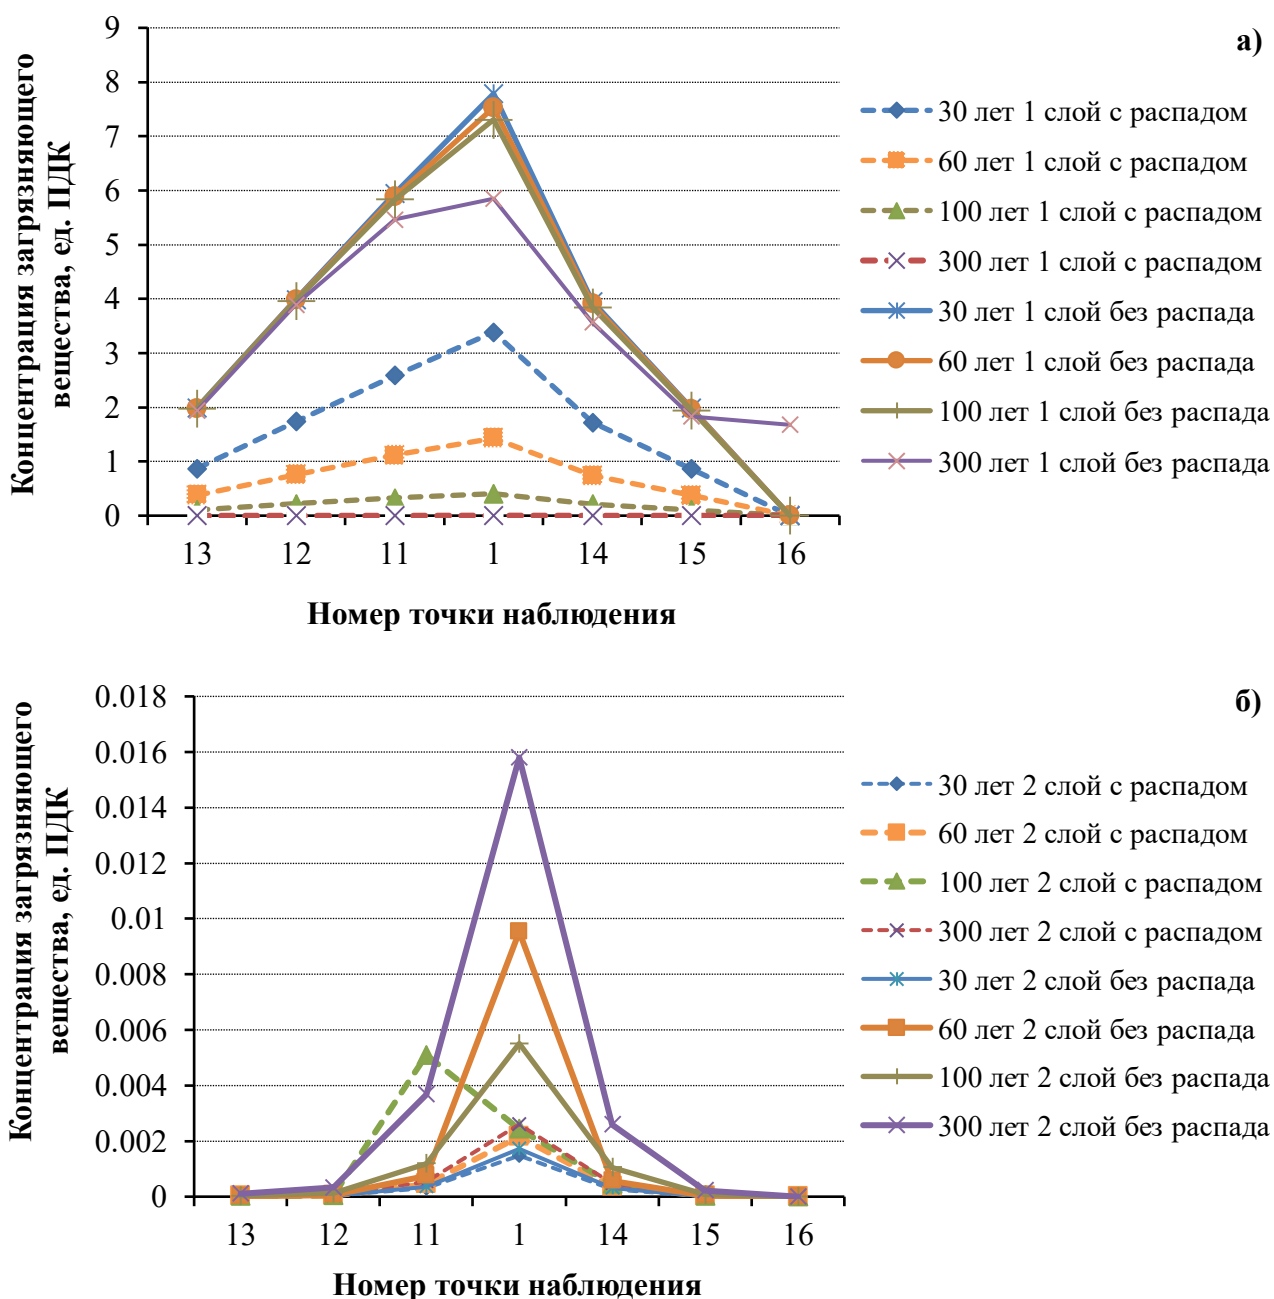 а)
Концентрация загрязняющего
вещества, ед. ПДК
9
8
7
6
5
4
3
2
1
0
13 12 11 1 14 15 16
Номер точки наблюдения
30 лет 1 слой с распадом
60 лет 1 слой с распадом
100 лет 1 слой с распадом
300 лет 1 слой с распадом
30 лет 1 слой без распада
60 лет 1 слой без распада
100 лет 1 слой без распада
300 лет 1 слой без распада
б)
Концентрация загрязняющего
вещества, ед. ПДК
0.018
0.016
0.014
0.012
0.01
0.008
0.006
0.004
0.002
0
13 12 11 1 14 15 16
Номер точки наблюдения
30 лет 2 слой с распадом
60 лет 2 слой с распадом
100 лет 2 слой с распадом
300 лет 2 слой с распадом
30 лет 2 слой без распада
60 лет 2 слой без распада
100 лет 2 слой без распада
300 лет 2 слой без распада